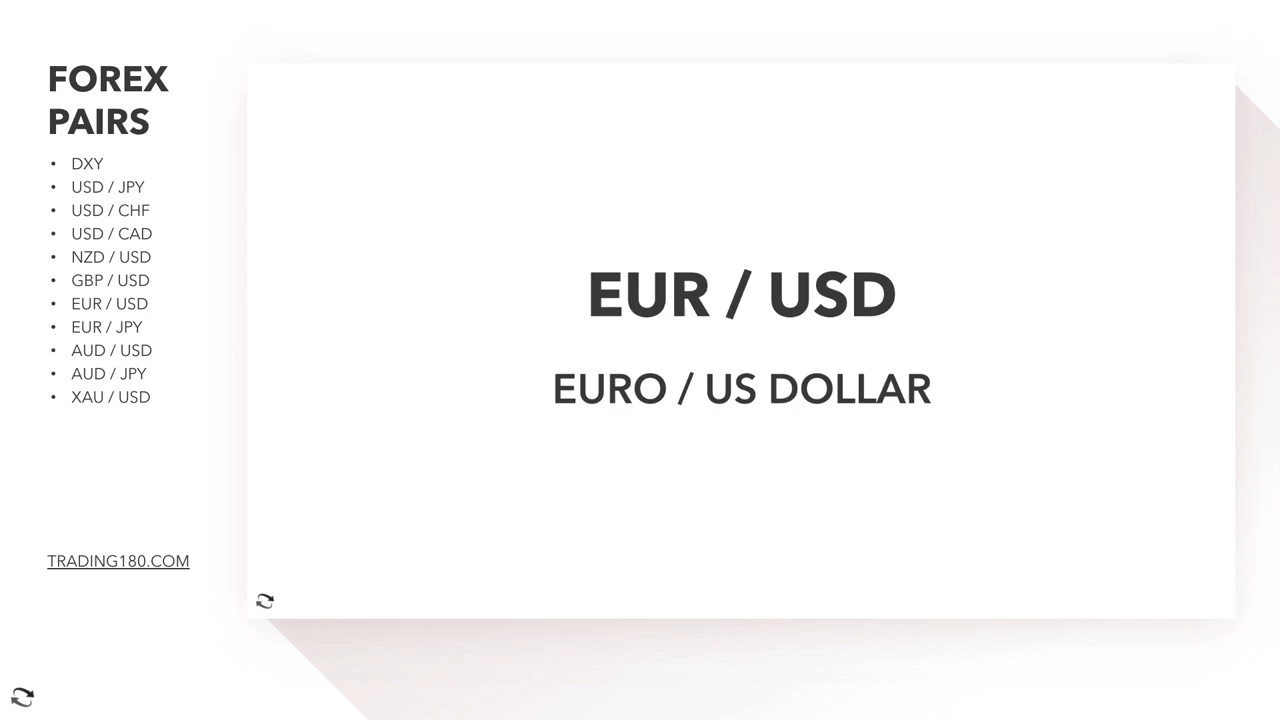 FOREX
PAIRS
• DXY
• USD / JPY
• USD / CHF
• USD / CAD
• NZD / USD
• GBP / USD
• EUR / USD
• EUR / JPY
• AUD / USD
• AUD / JPY
• XAU / USD
TRADING180.COM
EUR / USD
EURO / US DOLLAR